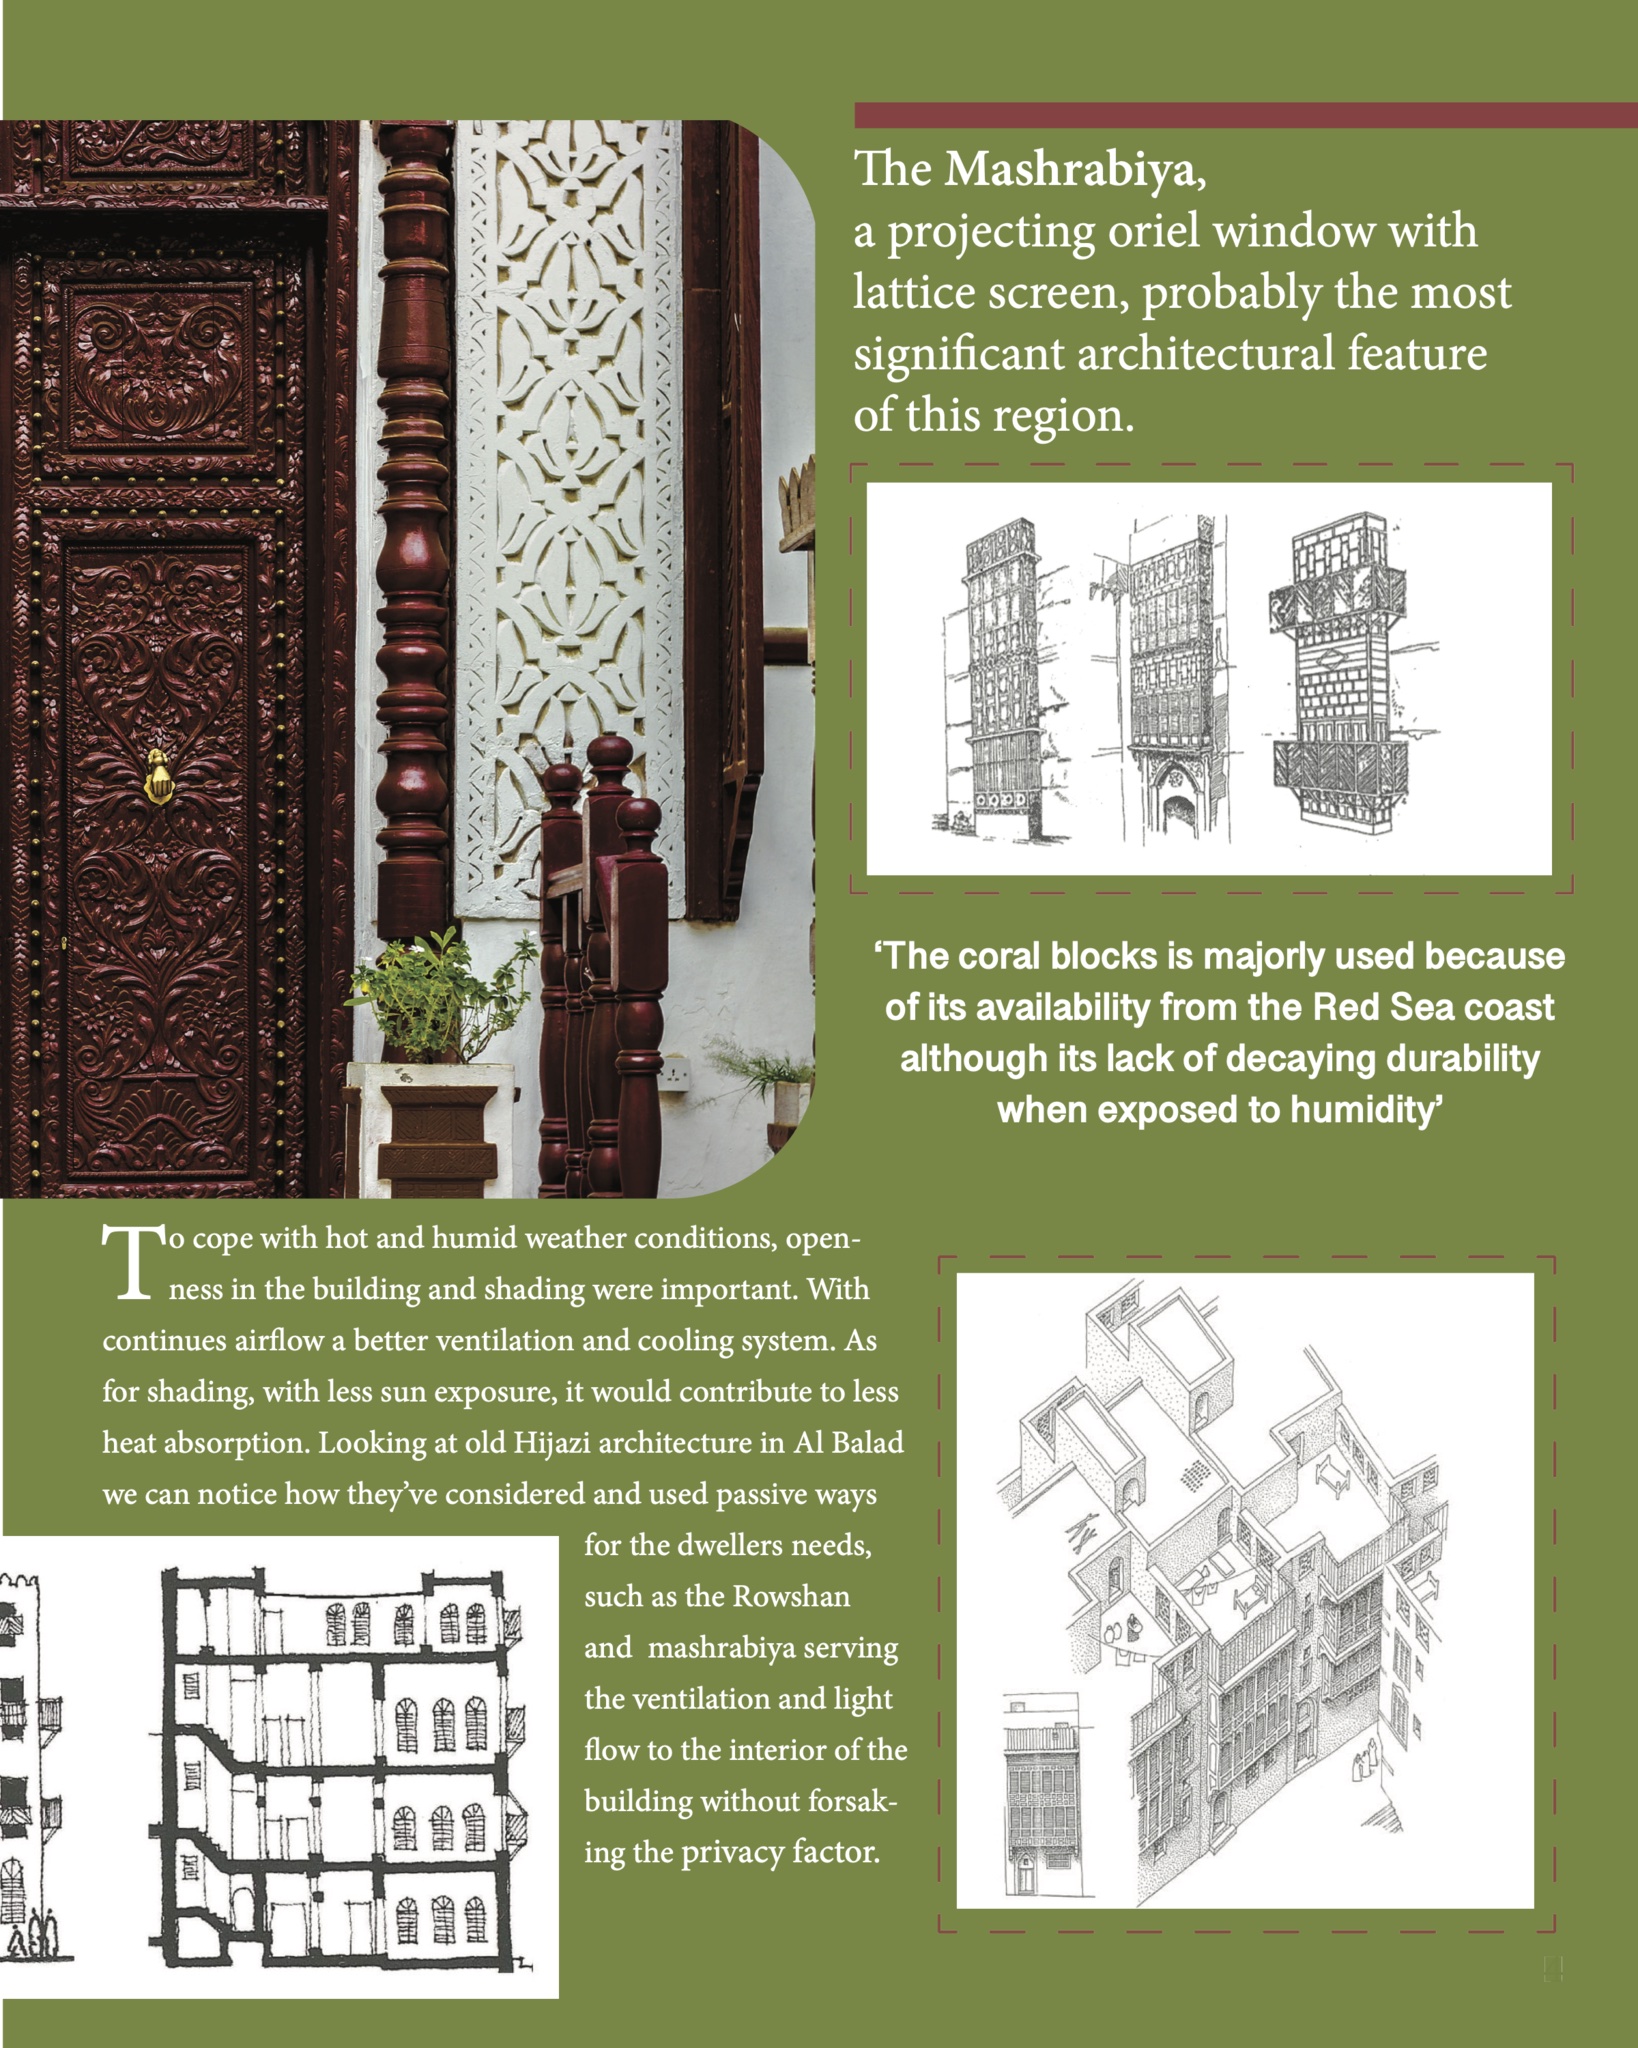 The Mashrabiya,
a projecting oriel window with
lattice screen, probably the most
significant architectural feature
of this region.
‘The coral blocks is majorly used because
of its availability from the Red Sea coast
although its lack of decaying durability
when exposed to humidity’
To cope with hot and humid weather conditions, open-
ness in the building and shading were important. With
continues airflow a better ventilation and cooling system. As
for shading, with less sun exposure, it would contribute to less
heat absorption. Looking at old Hijazi architecture in Al Balad
we can notice how they’ve considered and used passive ways
for the dwellers needs,
such as the Rowshan
and  mashrabiya serving
the ventilation and light
flow to the interior of the
building without forsak-
ing the privacy factor.